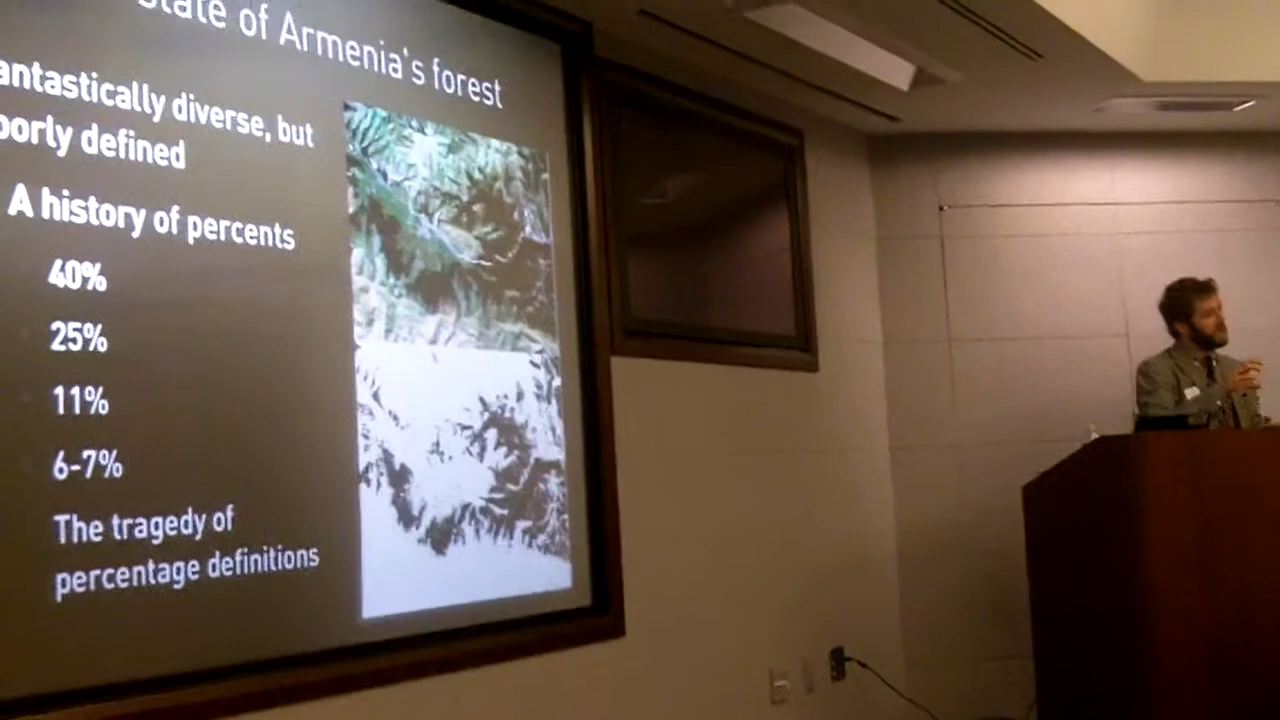 State of Armenia's forest
antastically diverse, but
oorly defined
A history of percents
40%
25%
11%
6-7%
The tragedy of
percentage definitions